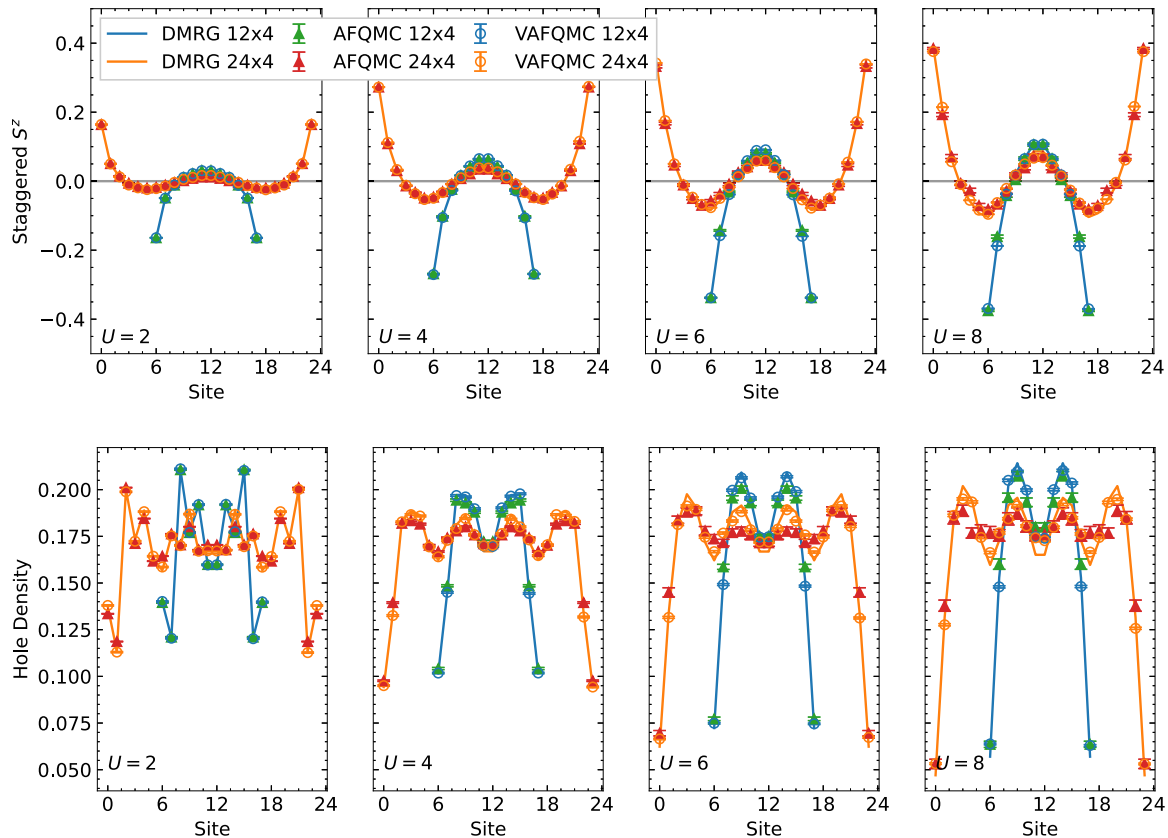 DMRG 12x4 AFQMC 12x4 VAFQMC 12x4
DMRG 24x4 AFQMC 24x4 VAFQMC 24x4
0.4
0.2
0.0
−0.2
−0.4
Staggered S^z
U = 2
U = 4
U = 6
U = 8
0 6 12 18 24
0 6 12 18 24
0 6 12 18 24
0 6 12 18 24
Site
Site
Site
Site
0.200
0.175
0.150
0.125
0.100
0.075
0.050
Hole Density
U = 2
U = 4
U = 6
U = 8
0 6 12 18 24
0 6 12 18 24
0 6 12 18 24
0 6 12 18 24
Site
Site
Site
Site